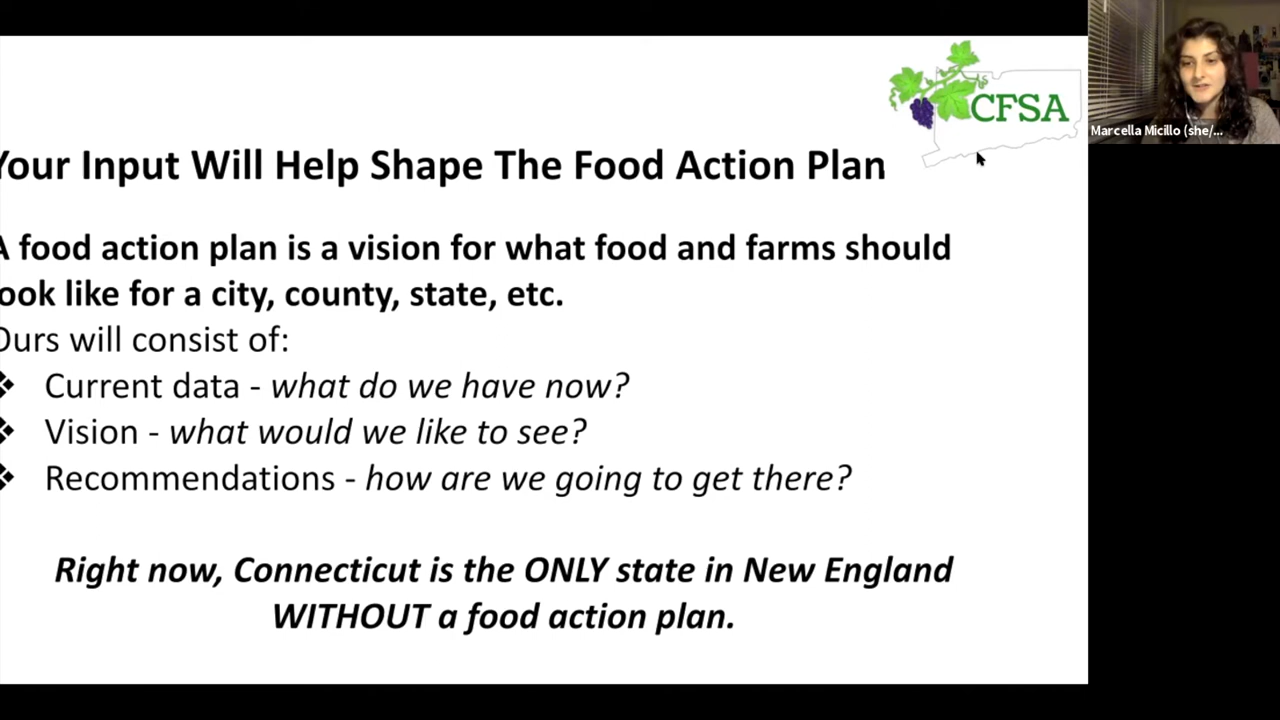 CFSA
Marcella Micillo (she/...
Your Input Will Help Shape The Food Action Plan
A food action plan is a vision for what food and farms should
look like for a city, county, state, etc.
Ours will consist of:
❖ Current data - what do we have now?
❖ Vision - what would we like to see?
❖ Recommendations - how are we going to get there?
Right now, Connecticut is the ONLY state in New England
WITHOUT a food action plan.